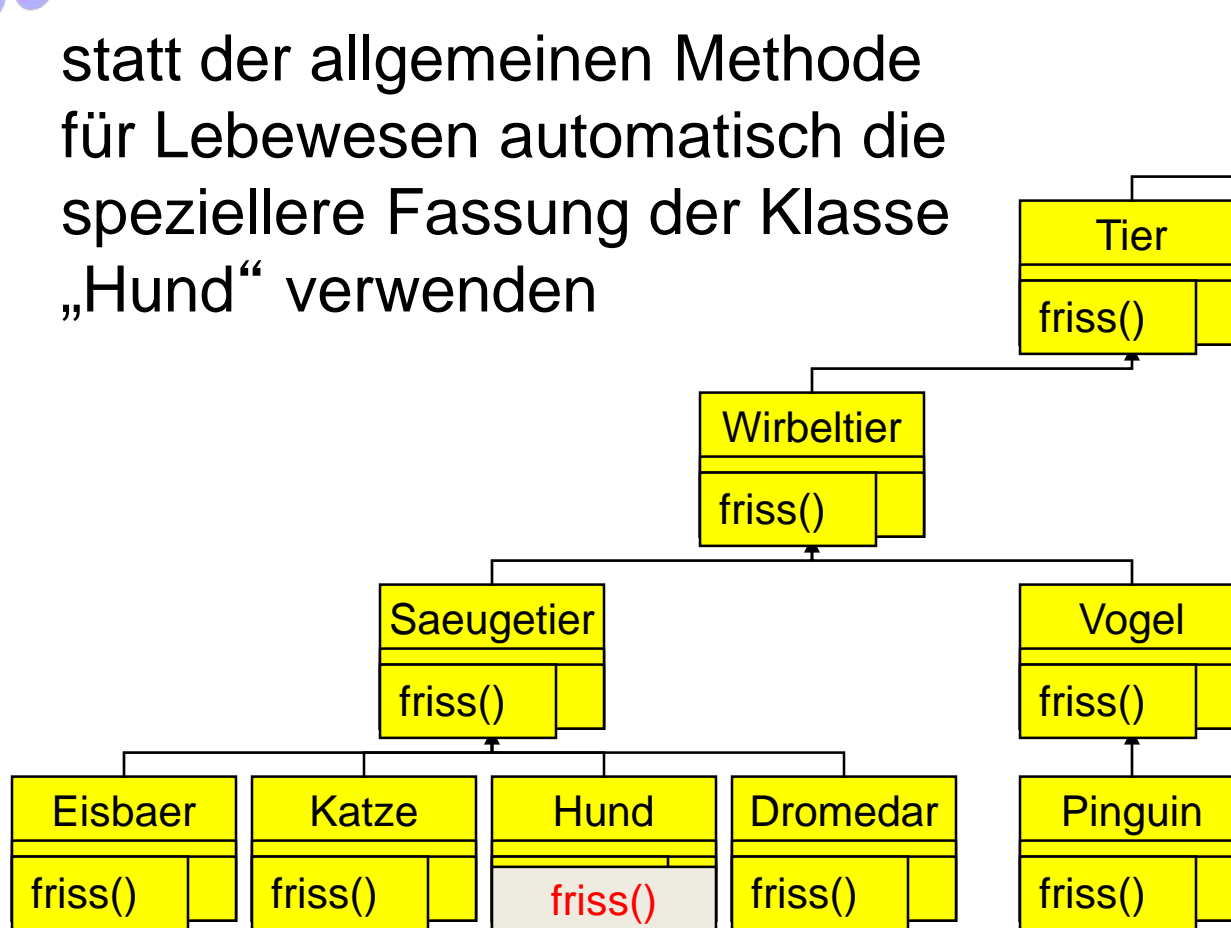 statt der allgemeinen Methode
für Lebewesen automatisch die
speziellere Fassung der Klasse
„Hund“ verwenden
Tier
friss()
Wirbeltier
friss()
Saeugetier
friss()
Vogel
friss()
Eisbaer
friss()
Katze
friss()
Hund
friss()
Dromedar
friss()
Pinguin
friss()